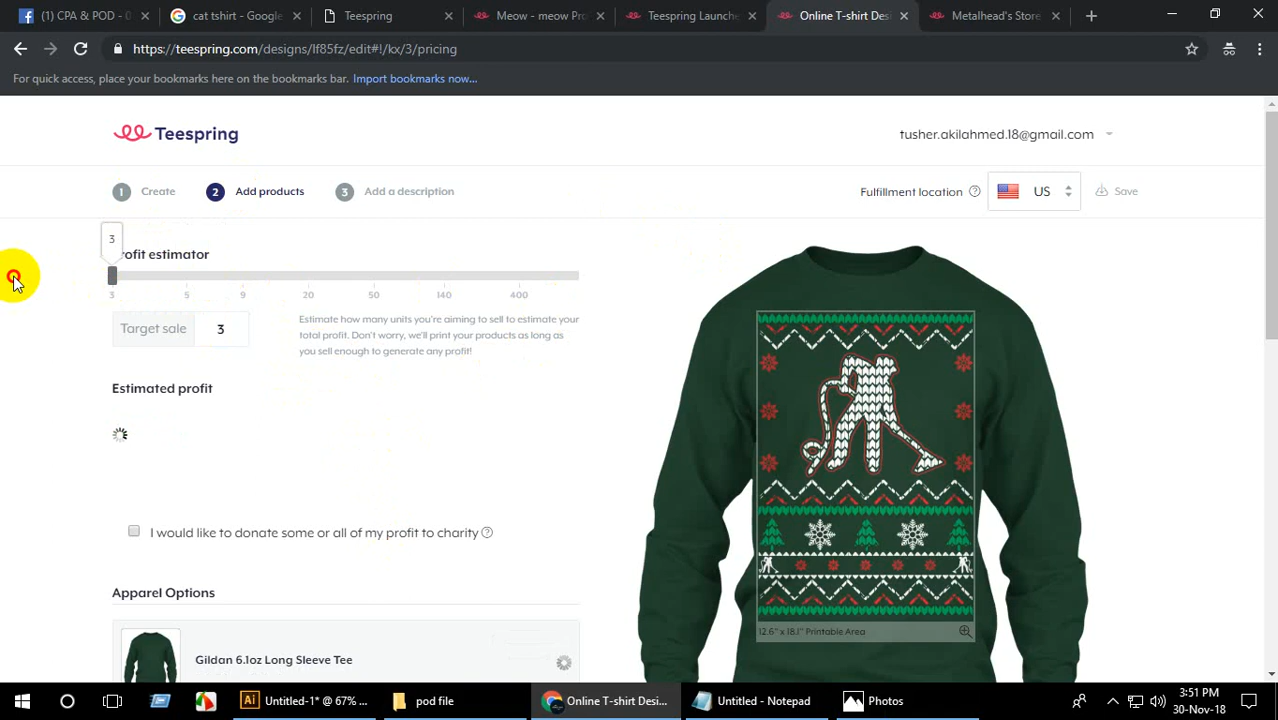 (1) CPA & POD - 0
cat tshirt - Google
Teespring
Meow - meow Pro
Teespring Launche
Online T-shirt Desi
Metalhead's Store
https://teespring.com/designs/lf85fz/edit#!/kx/3/pricing
For quick access, place your bookmarks here on the bookmarks bar. Import bookmarks now...
Teespring
tusher.akilahmed.18@gmail.com
1 Create
2 Add products
3 Add a description
Fulfillment location ?
US
Save
3
rofit estimator
3 5 9 20 50 140 400
Target sale 3
Estimate how many units you're aiming to sell to estimate your
total profit. Don't worry, we'll print your products as long as
you sell enough to generate any profit!
Estimated profit
I would like to donate some or all of my profit to charity ?
Apparel Options
Gildan 6.1oz Long Sleeve Tee
12.6" x 18.1" Printable Area
Untitled-1* @ 67% ...
pod file
Online T-shirt Desi...
Untitled - Notepad
Photos
3:51 PM
30-Nov-18